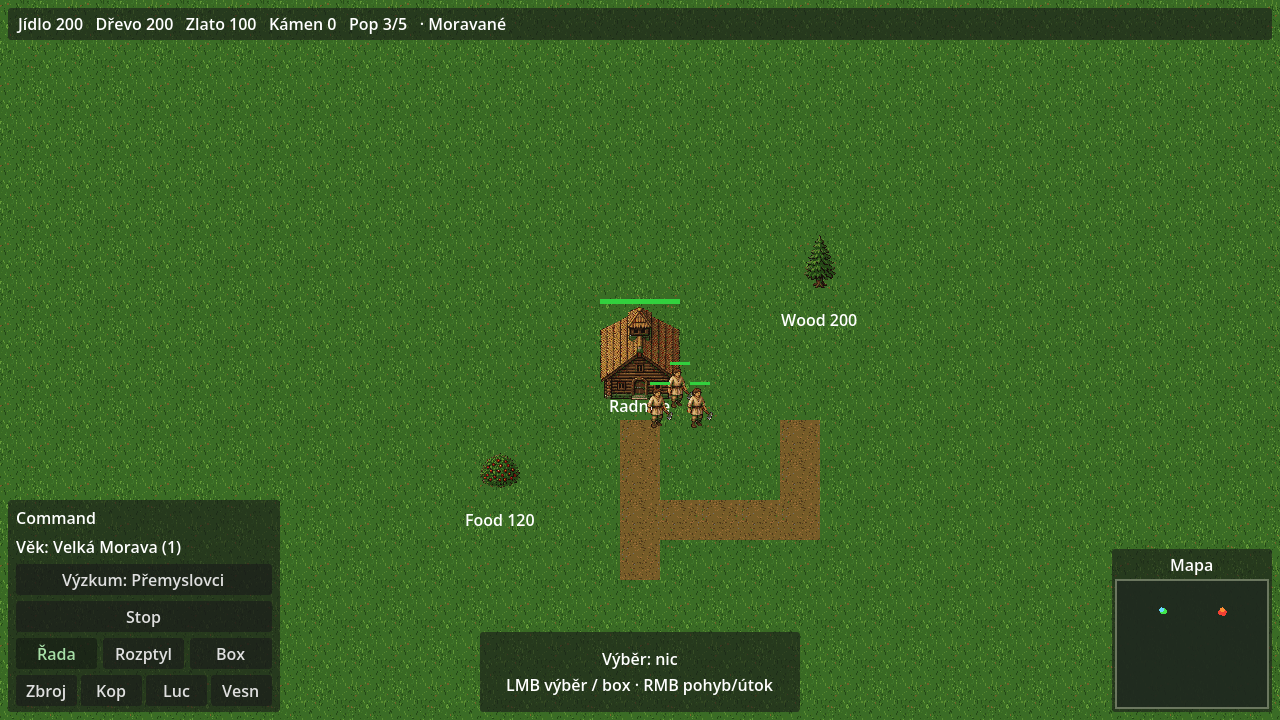 Jídlo 200 Dřevo 200 Zlato 100 Kámen 0 Pop 3/5 · Moravané
Wood 200
Food 120
Command
Věk: Velká Morava (1)
Výzkum: Přemyslovci
Stop
Řada Rozptyl Box
Zbroj Kop Luc Vesn
Výběr: nic
LMB výběr / box · RMB pohyb/útok
Mapa